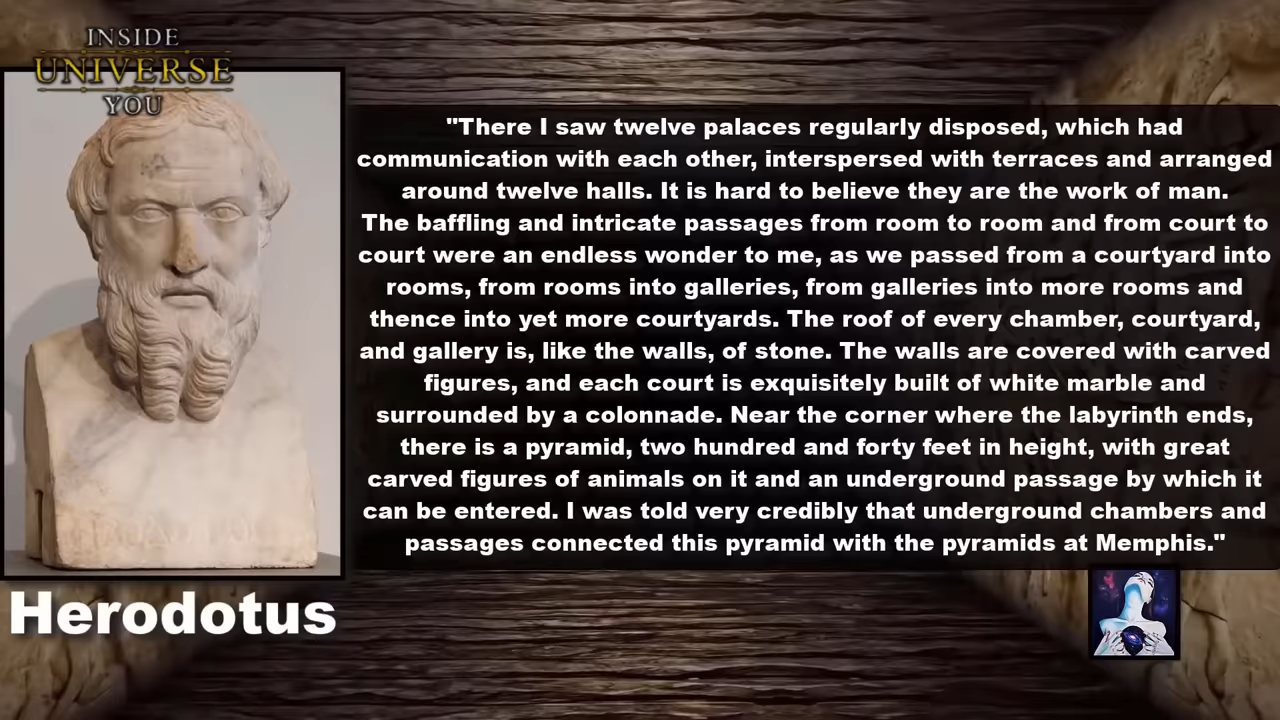 INSIDE
UNIVERSE
YOU
"There I saw twelve palaces regularly disposed, which had
communication with each other, interspersed with terraces and arranged
around twelve halls. It is hard to believe they are the work of man.
The baffling and intricate passages from room to room and from court to
court were an endless wonder to me, as we passed from a courtyard into
rooms, from rooms into galleries, from galleries into more rooms and
thence into yet more courtyards. The roof of every chamber, courtyard,
and gallery is, like the walls, of stone. The walls are covered with carved
figures, and each court is exquisitely built of white marble and
surrounded by a colonnade. Near the corner where the labyrinth ends,
there is a pyramid, two hundred and forty feet in height, with great
carved figures of animals on it and an underground passage by which it
can be entered. I was told very credibly that underground chambers and
passages connected this pyramid with the pyramids at Memphis."
Herodotus